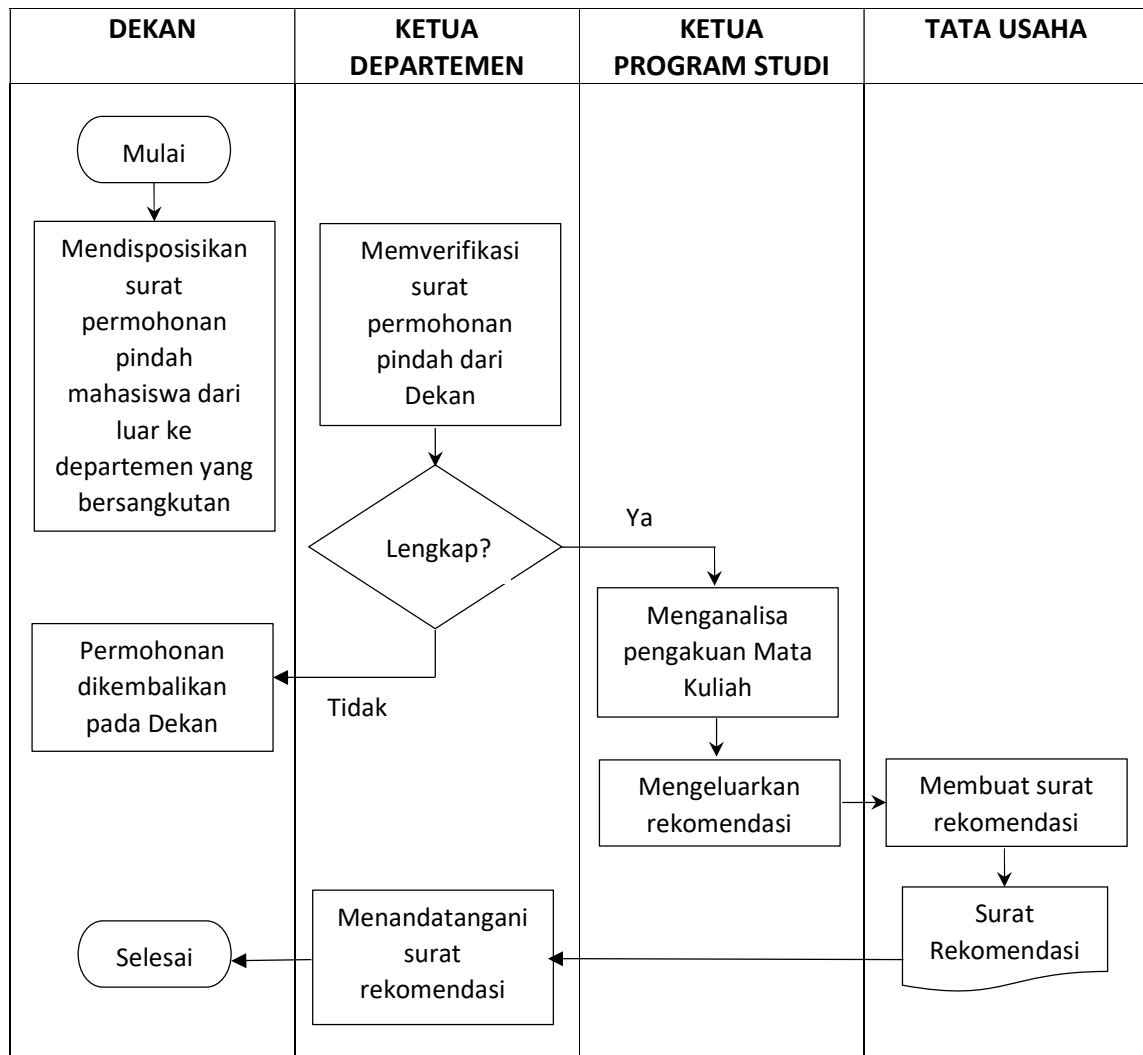 DEKAN
KETUA
DEPARTEMEN
KETUA
PROGRAM STUDI
TATA USAHA
Mulai
Mendisposisikan
surat
permohonan
pindah
mahasiswa dari
luar ke
departemen yang
bersangkutan
Memverifikasi
surat
permohonan
pindah dari
Dekan
Lengkap?
Ya
Tidak
Permohonan
dikembalikan
pada Dekan
Menganalisa
pengakuan Mata
Kuliah
Mengeluarkan
rekomendasi
Membuat surat
rekomendasi
Surat
Rekomendasi
Menandatangani
surat
rekomendasi
Selesai